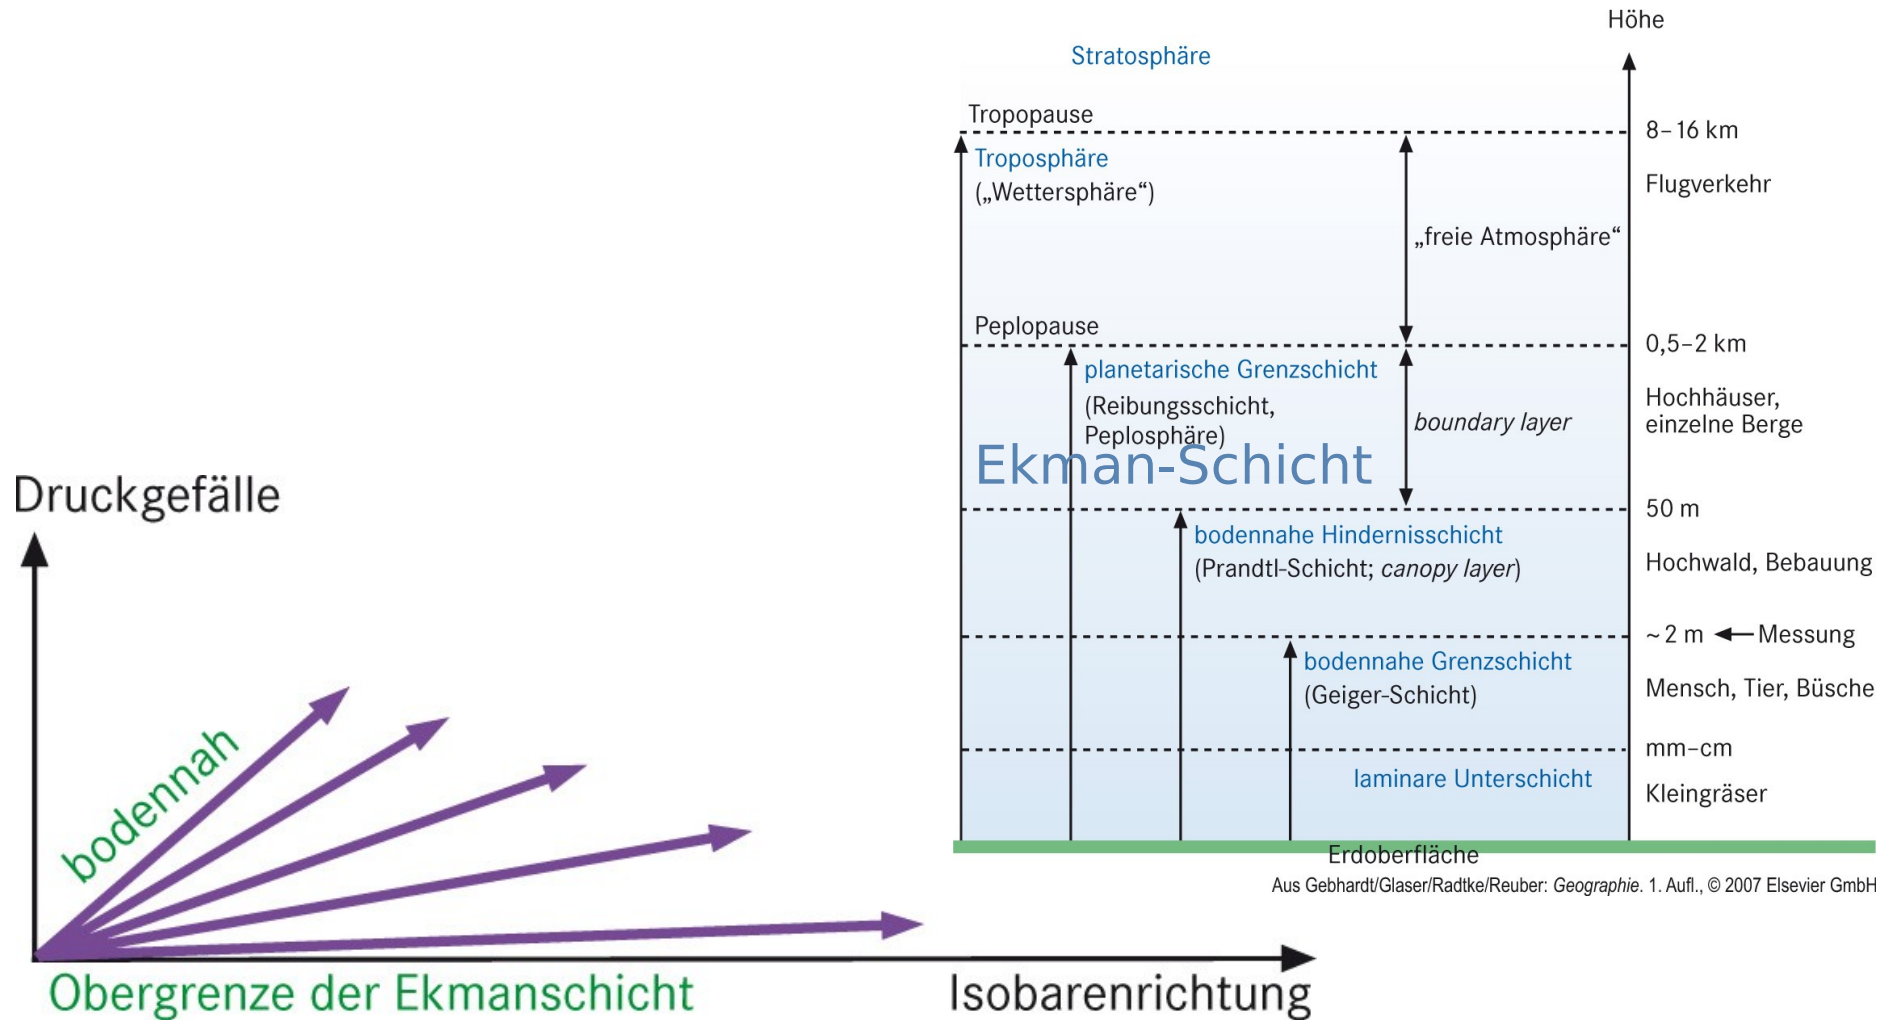 Höhe
Stratosphäre
Tropopause
8–16 km
Troposphäre
(„Wettersphäre“)
Flugverkehr
„freie Atmosphäre“
Peplopause
0,5–2 km
planetarische Grenzschicht
(Reibungsschicht,
Peplosphäre)
Hochhäuser,
einzelne Berge
boundary layer
Ekman-Schicht
50 m
bodennahe Hindernisschicht
(Prandtl-Schicht; canopy layer)
Hochwald, Bebauung
~ 2 m
Messung
bodennahe Grenzschicht
(Geiger-Schicht)
Mensch, Tier, Büsche
mm–cm
laminare Unterschicht
Kleingräser
Erdoberfläche
Aus Gebhardt/Glaser/Radtke/Reuber: Geographie. 1. Aufl., © 2007 Elsevier GmbH
Druckgefälle
bodennah
Obergrenze der Ekmanschicht
Isobarenrichtung